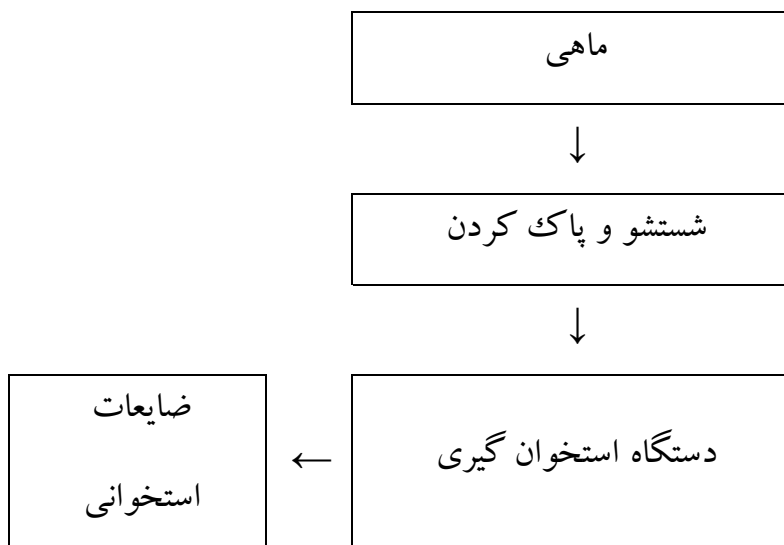 ماهی
↓
شستشو و پاک کردن
↓
دستگاه استخوان گیری
←
ضایعات
استخوانی